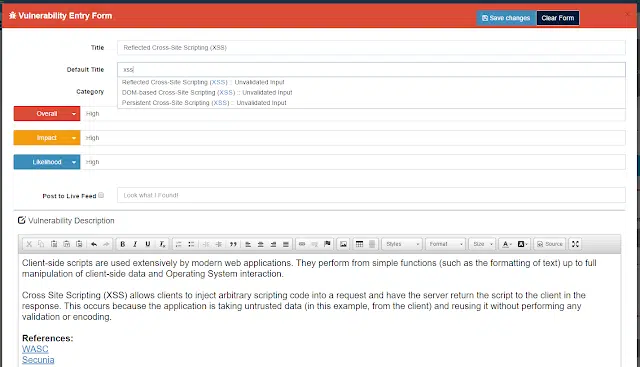 Vulnerability Entry Form
Save changes
Clear Form
Title
Reflected Cross-Site Scripting (XSS)
Default Title
xss
Reflected Cross-Site Scripting (XSS) :: Unvalidated Input
DOM-based Cross-Site Scripting (XSS) :: Unvalidated Input
Persistent Cross-Site Scripting (XSS) :: Unvalidated Input
Category
Overall
High
Impact
High
Likelihood
High
Post to Live Feed
Look what I Found!
Vulnerability Description
B I U S
Styles
Format
Size
A
A
Source
Client-side scripts are used extensively by modern web applications. They perform from simple functions (such as the formatting of text) up to full
manipulation of client-side data and Operating System interaction.
Cross Site Scripting (XSS) allows clients to inject arbitrary scripting code into a request and have the server return the script to the client in the
response. This occurs because the application is taking untrusted data (in this example, from the client) and reusing it without performing any
validation or encoding.
References:
WASC
Secunia